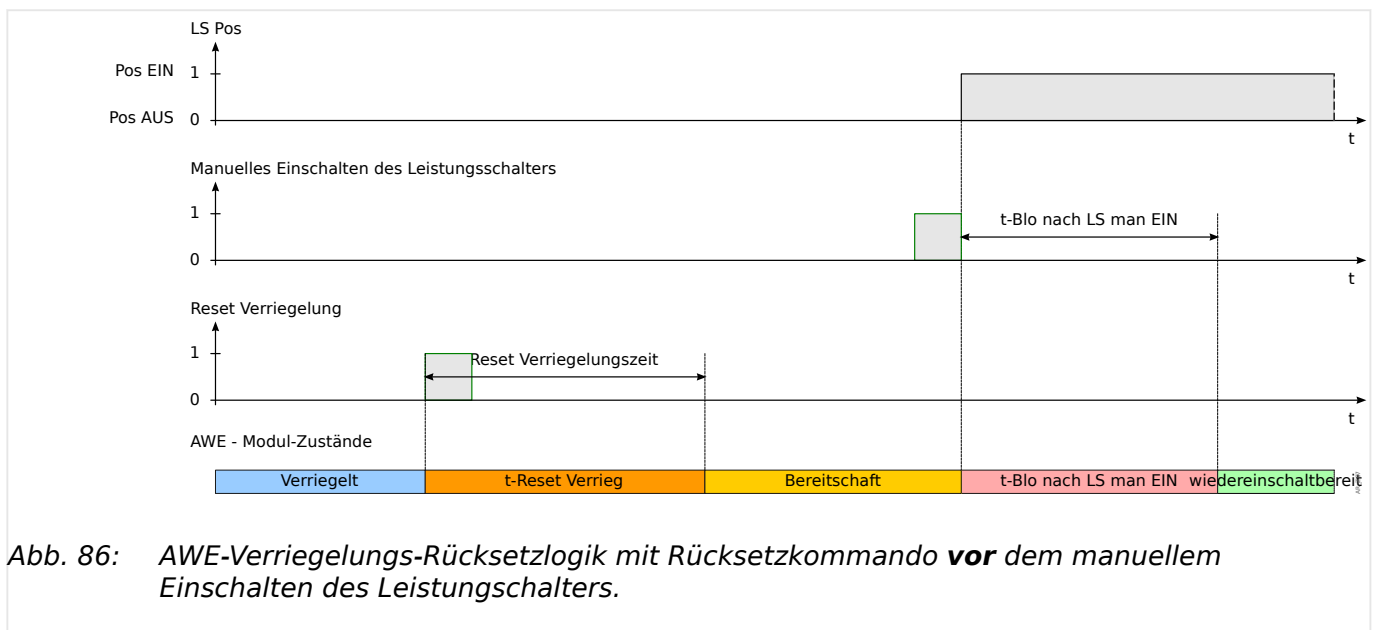 LS Pos
Pos EIN 1
Pos AUS 0
t
Manuelles Einschalten des Leistungsschalters
1
t-Blo nach LS man EIN
0
t
Reset Verriegelung
1
Reset Verriegelungszeit
0
t
AWE - Modul-Zustände
Verriegelt t-Reset Verrieg Bereitschaft t-Blo nach LS man EIN wiedereinschaltbereit
Abb. 86: AWE-Verriegelungs-Rücksetzlogik mit Rücksetzkommando vor dem manuellem
Einschalten des Leistungschalters.